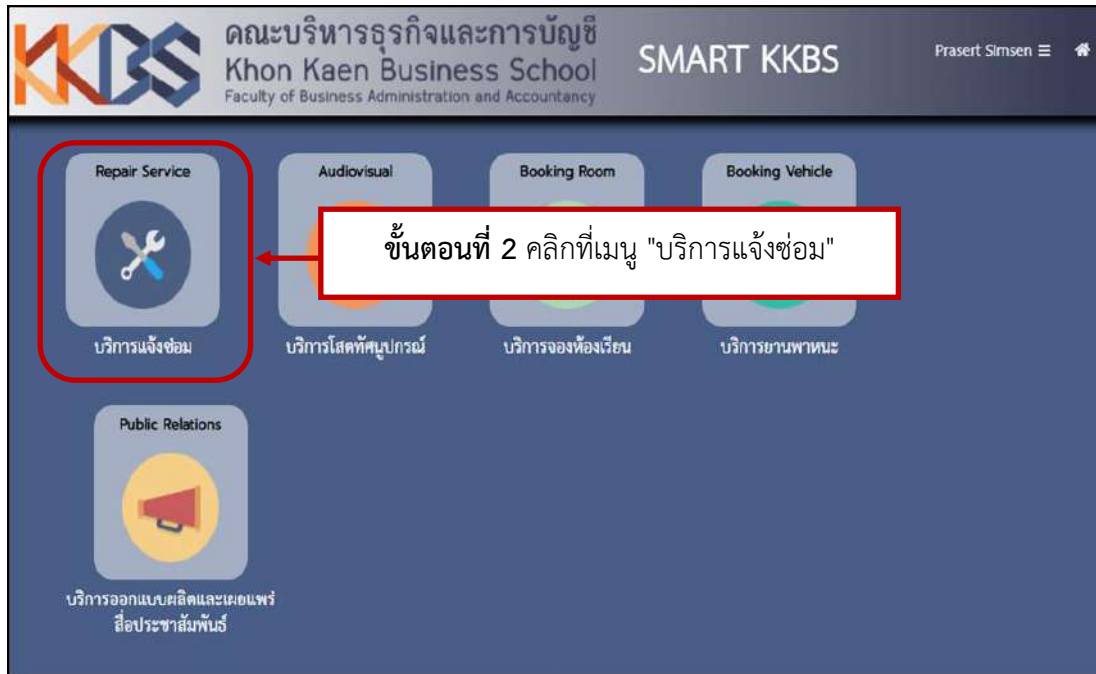 KKBS
คณะบริหารธุรกิจและการบัญชี
Khon Kaen Business School
Faculty of Business Administration and Accountancy
SMART KKBS
Prasert Simsen
Repair Service
Audiovisual
Booking Room
Booking Vehicle
ขั้นตอนที่ 2 คลิกที่เมนู "บริการแจ้งซ่อม"
บริการแจ้งซ่อม
บริการโสตทัศนูปกรณ์
บริการจองห้องเรียน
บริการยานพาหนะ
Public Relations
บริการออกแบบผลิตและเผยแพร่
สื่อประชาสัมพันธ์